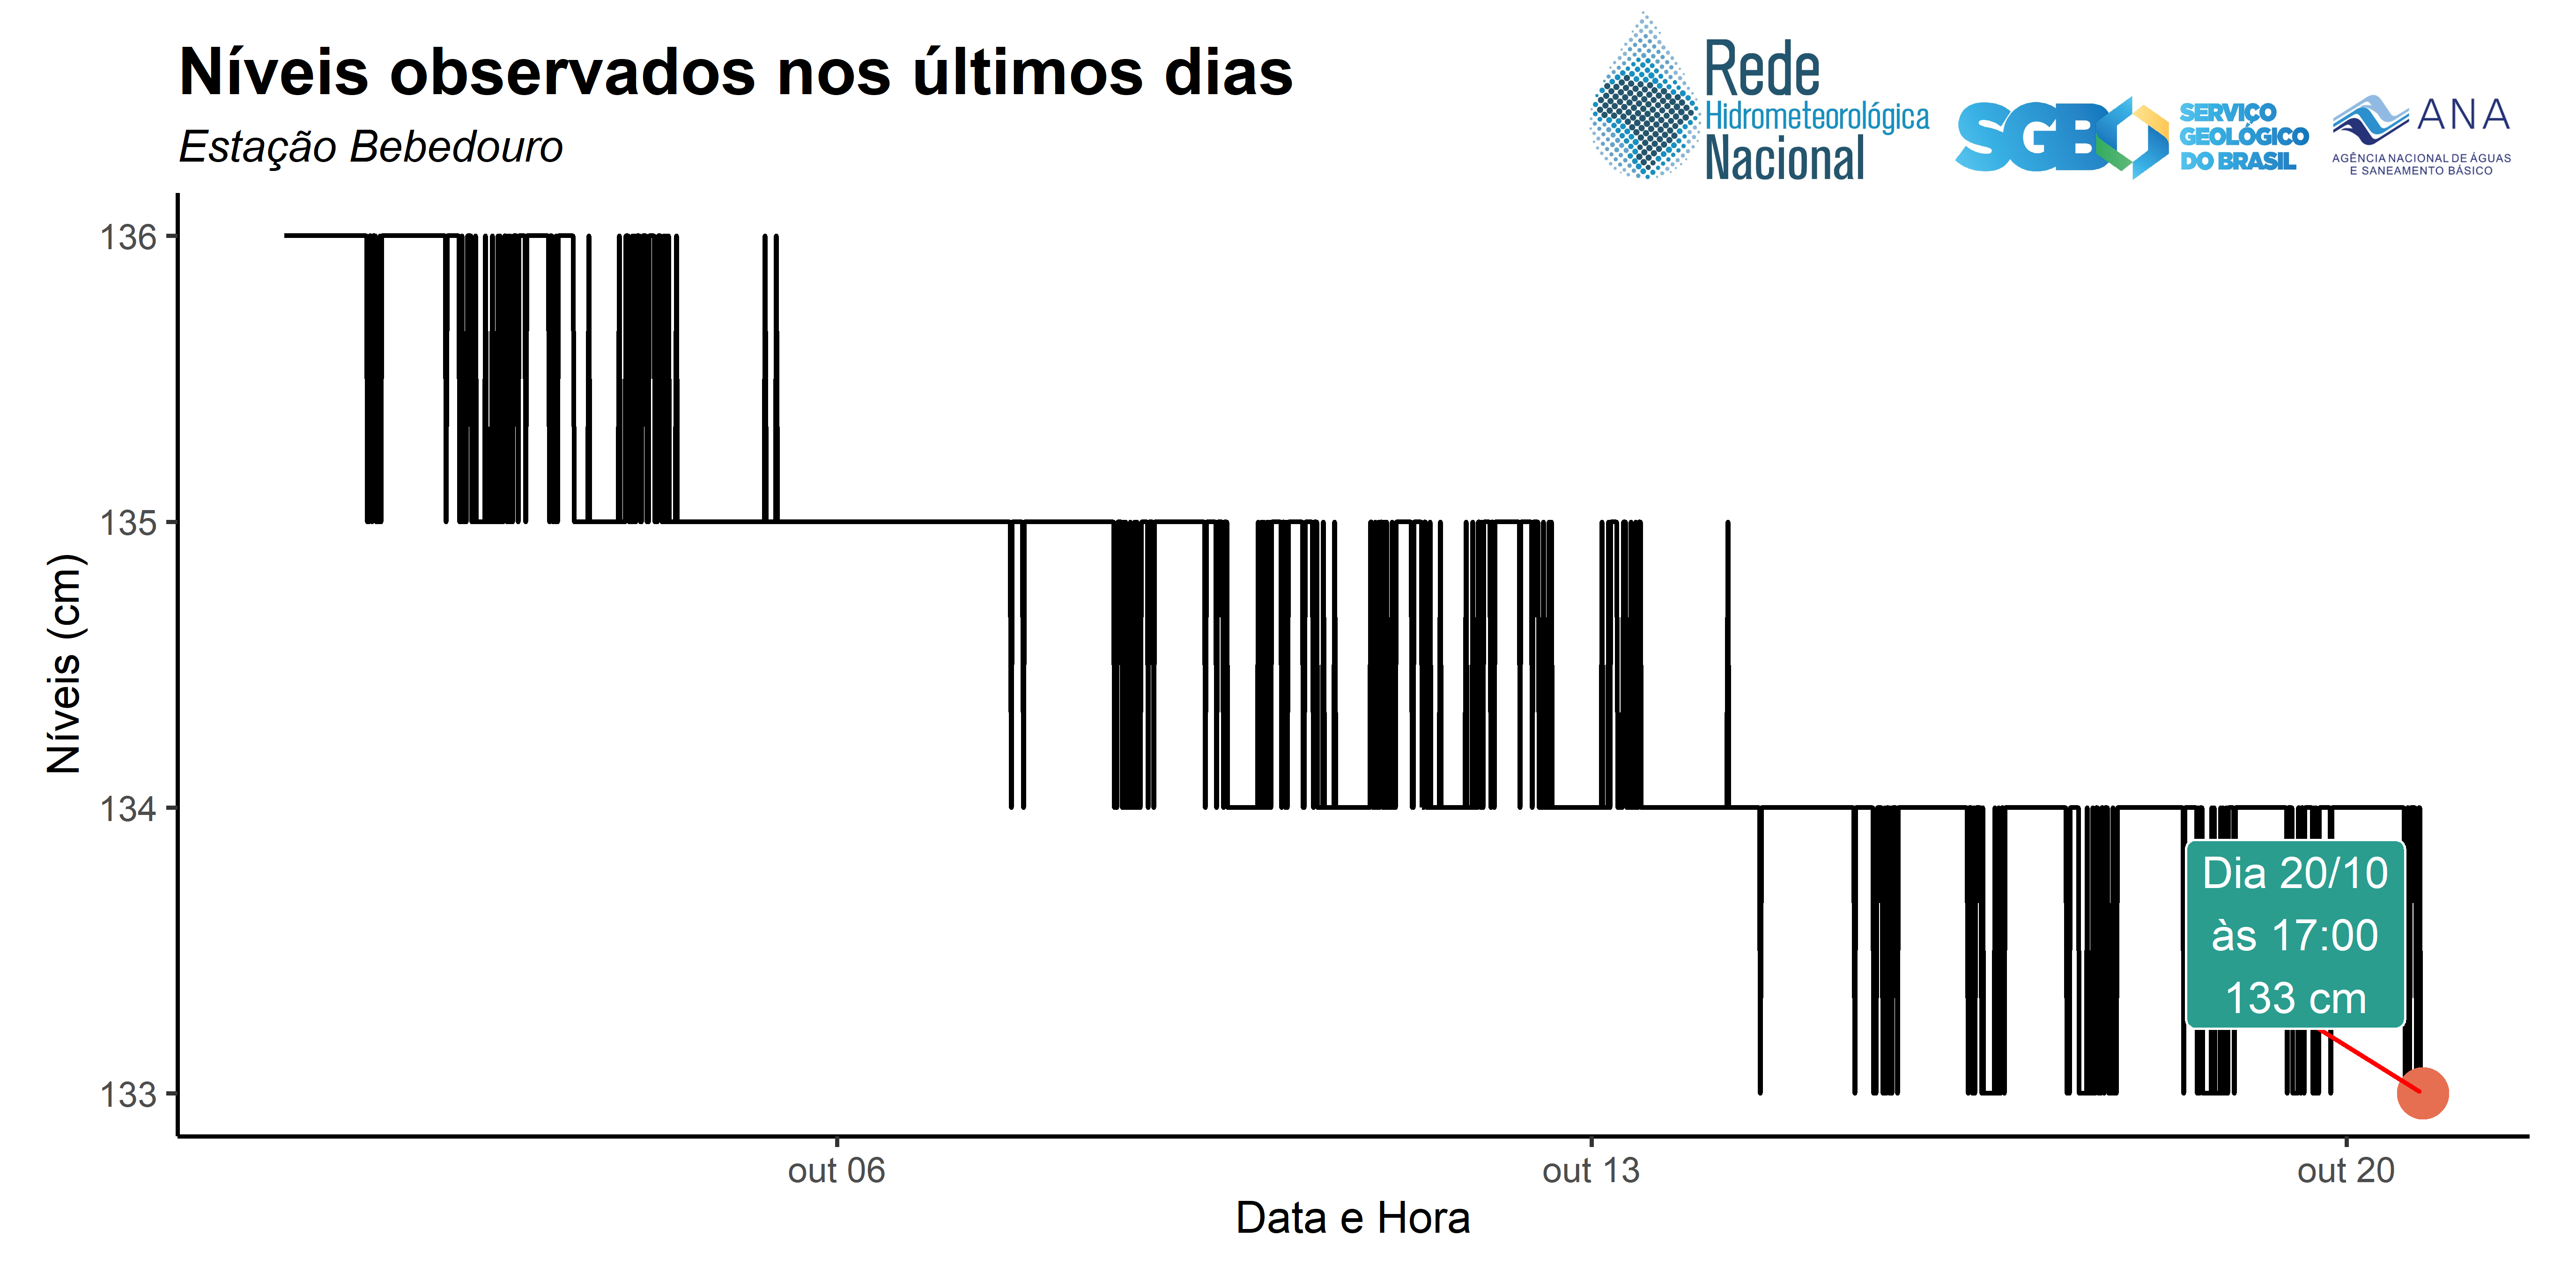 Níveis observados nos últimos dias
Estação Bebedouro
Rede
Hidrometeorológica
Nacional
SGB
SERVIÇO
GEOLÓGICO
DO BRASIL
ANA
AGÊNCIA NACIONAL DE ÁGUAS
E SANEAMENTO BÁSICO
Níveis (cm)
136
135
134
133
Dia 20/10
às 17:00
133 cm
out 06
out 13
out 20
Data e Hora